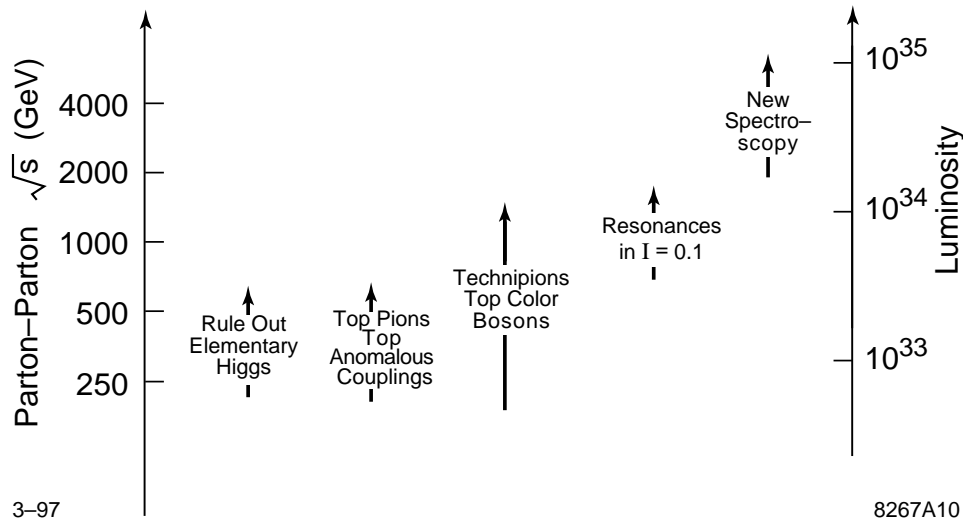 Parton–Parton √s (GeV)
4000
2000
1000
500
250
Rule Out
Elementary
Higgs
Top Pions
Top
Anomalous
Couplings
Technipions
Top Color
Bosons
Resonances
in I = 0.1
New
Spectro–
scopy
10³⁵
10³⁴
10³³
Luminosity
3–97
8267A10